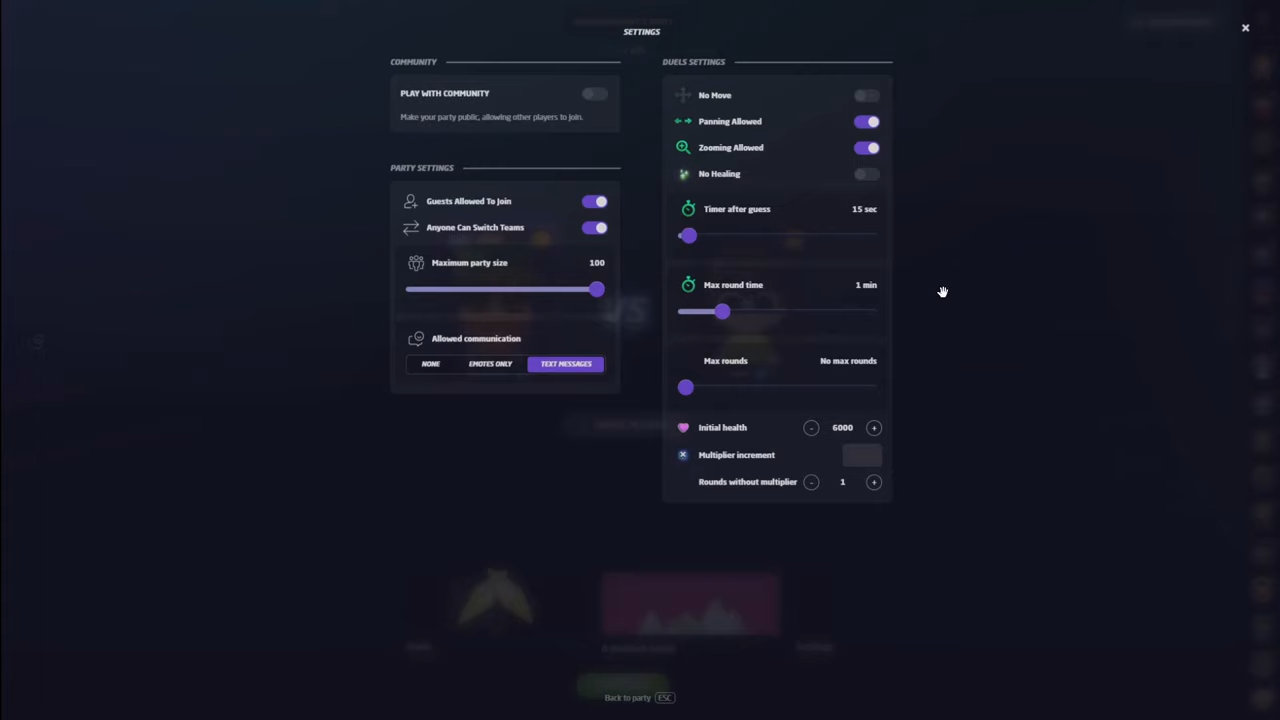 SETTINGS
COMMUNITY
PLAY WITH COMMUNITY
Make your party public, allowing other players to join.
PARTY SETTINGS
Guests Allowed To Join
Anyone Can Switch Teams
Maximum party size 100
Allowed communication
NONE EMOTES ONLY TEXT MESSAGES
DUELS SETTINGS
No Move
Panning Allowed
Zooming Allowed
No Healing
Timer after guess 15 sec
Max round time 1 min
Max rounds No max rounds
Initial health - 6000 +
Multiplier increment
Rounds without multiplier - 1 +
VS
Back to party ESC